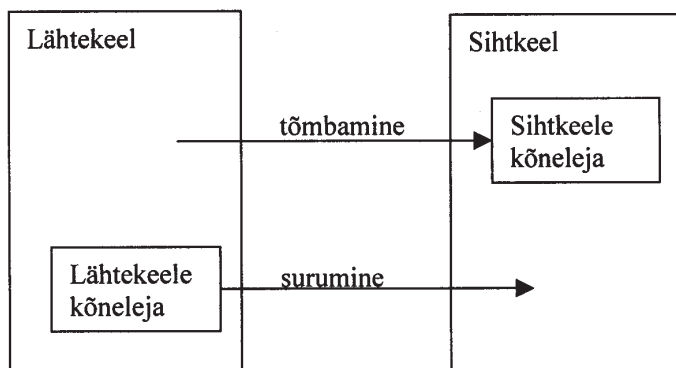 Lähtekeel
Sihtkeel
tõmbamine
Sihtkeele
kõneleja
Lähtekeele
kõneleja
surumine